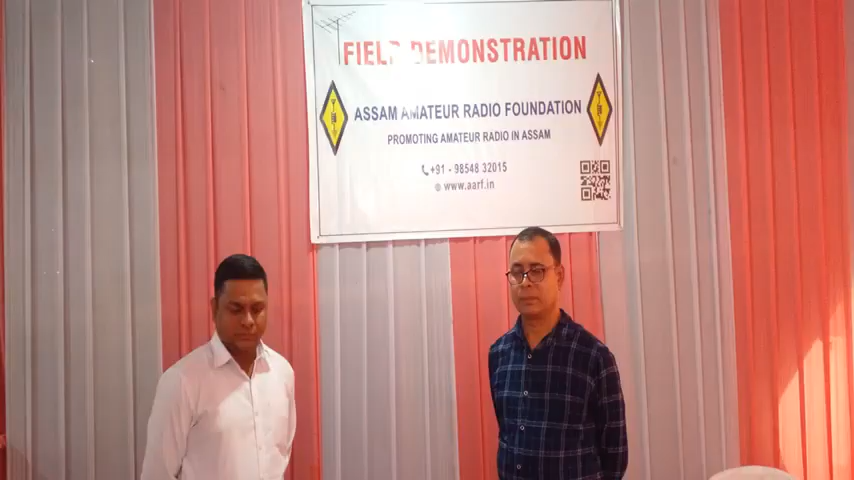 FIELD DEMONSTRATION
ASSAM AMATEUR RADIO FOUNDATION
PROMOTING AMATEUR RADIO IN ASSAM
+91 - 98548 32015
www.aarf.in